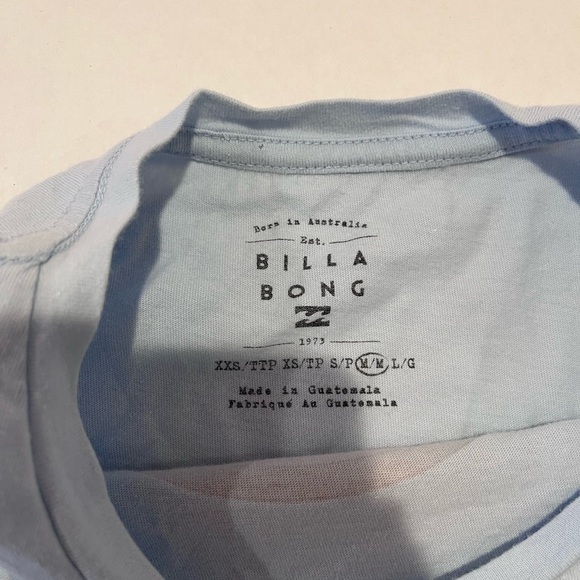 Born in Australia
Est.
BILLA
BONG
1973
XXS/TTP XS/TP S/P M/M L/G
Made in Guatemala
Fabriqué Au Guatemala